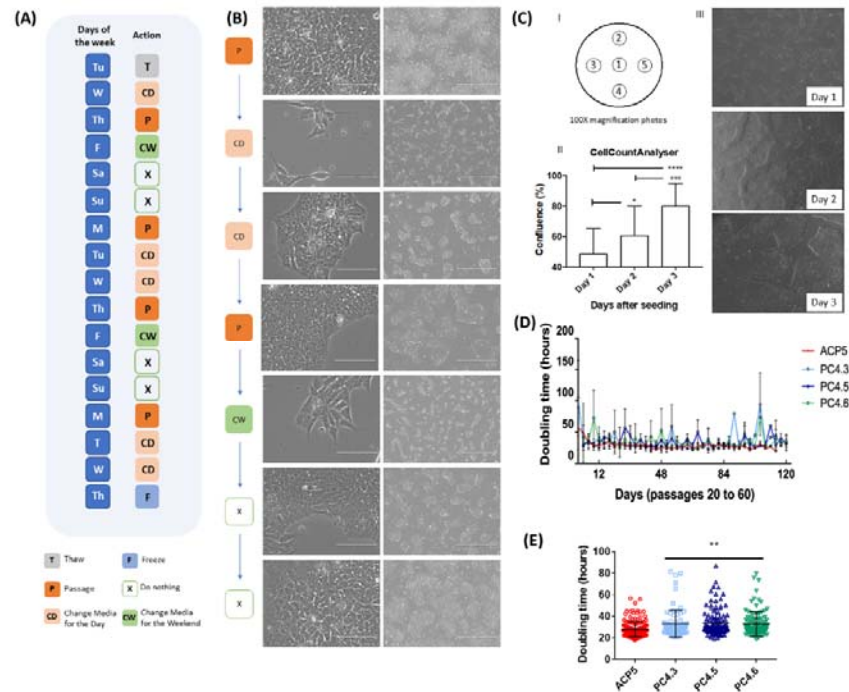 (A)
Days of
the week
Action
Tu
T
W
CD
Th
P
F
CW
Sa
X
Su
X
M
P
Tu
CD
W
CD
Th
P
F
CW
Sa
X
Su
X
M
P
T
CD
W
CD
Th
F
T
Thaw
F
Freeze
P
Passage
X
Do nothing
CD
Change Media
for the Day
CW
Change Media
for the Weekend
(B)
P
CD
CD
P
CW
X
X
(C)
I
2
3
1
5
4
100X magnification photos
II
CellCountAnalyser
****
***
*
Confluence (%)
100
80
60
40
Day 1
Day 2
Day 3
Days after seeding
III
Day 1
Day 2
Day 3
(D)
Doubling time (hours)
200
150
100
50
0
12
48
84
120
Days (passages 20 to 60)
ACP5
PC4.3
PC4.5
PC4.6
(E)
**
Doubling time (hours)
100
80
60
40
20
0
ACP5
PC4.3
PC4.5
PC4.6